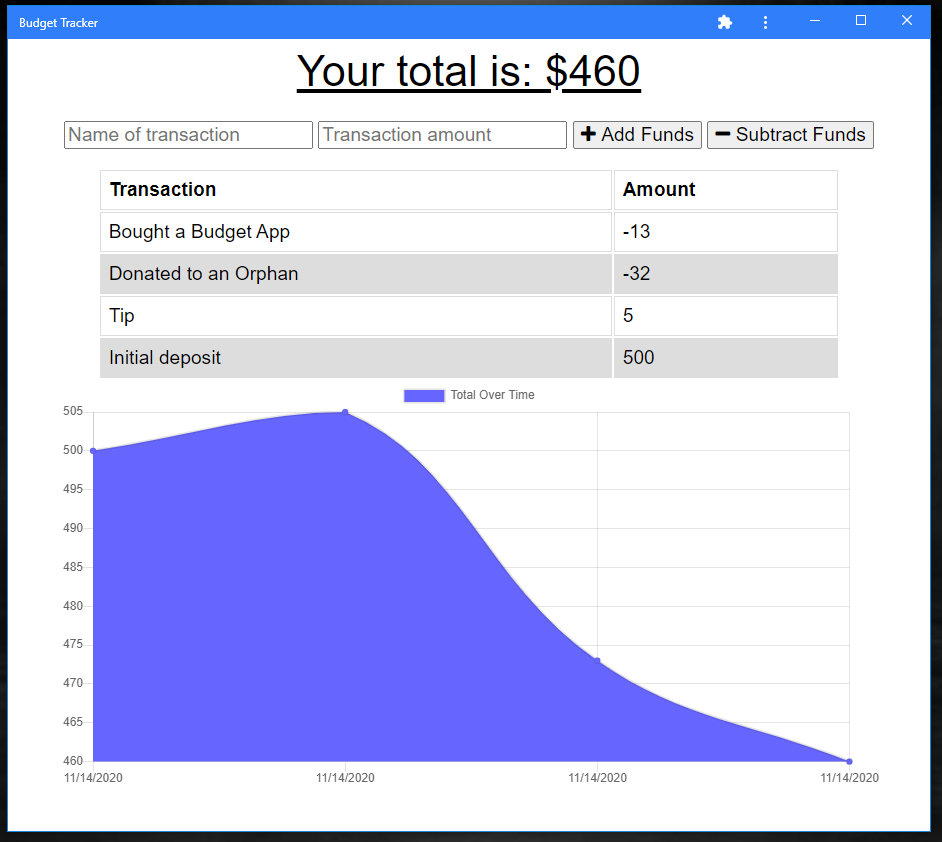 Budget Tracker
Your total is: $460
Name of transaction Transaction amount Add Funds Subtract Funds
Transaction Amount
Bought a Budget App -13
Donated to an Orphan -32
Tip 5
Initial deposit 500
Total Over Time
505
500
495
490
485
480
475
470
465
460
11/14/2020 11/14/2020 11/14/2020 11/14/2020